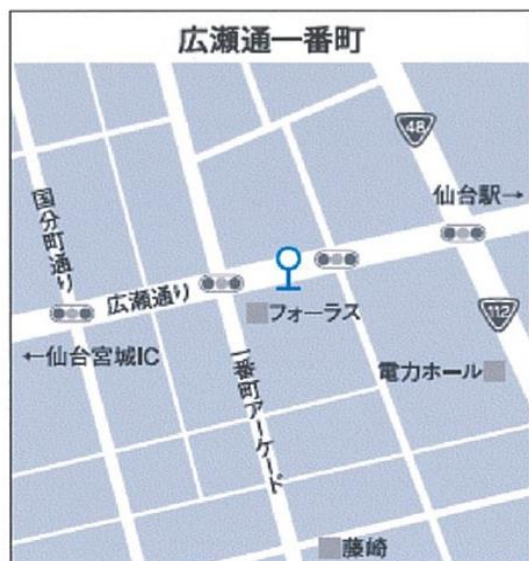 広瀬通一番町
48
仙台駅→
国分町通り
広瀬通り
フォーラス
112
←仙台宮城IC
電力ホール
一番町アーケード
藤崎